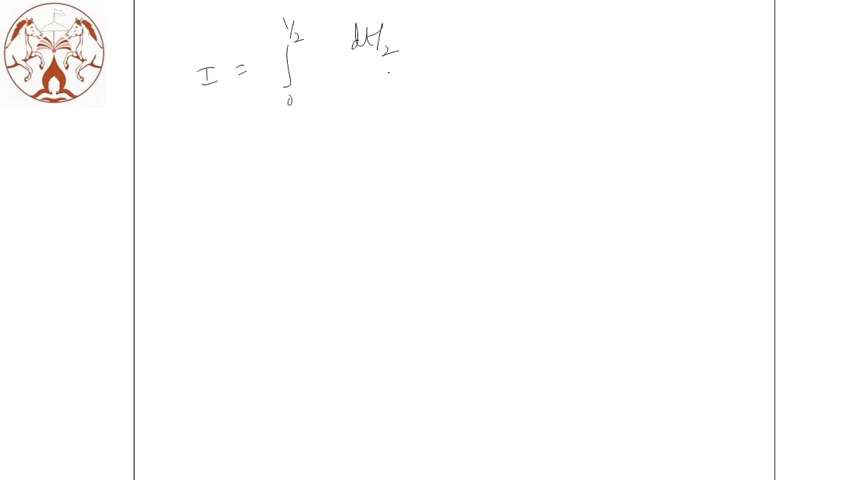 I = ∫₀^{1/2} dt/2